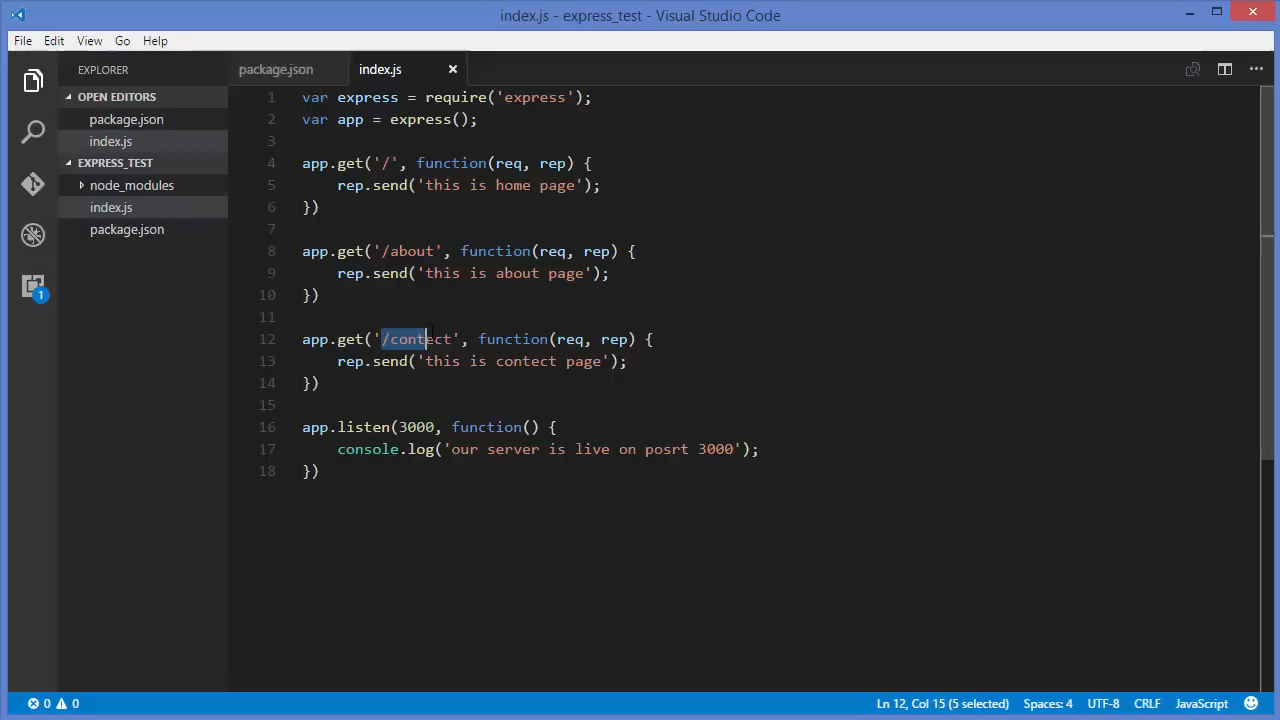 index.js - express_test - Visual Studio Code
File Edit View Go Help
EXPLORER
OPEN EDITORS
package.json
index.js
EXPRESS_TEST
node_modules
index.js
package.json
1
package.json index.js
1 var express = require('express');
2 var app = express();
3
4 app.get('/', function(req, rep) {
5 rep.send('this is home page');
6 })
7
8 app.get('/about', function(req, rep) {
9 rep.send('this is about page');
10 })
11
12 app.get('/contect', function(req, rep) {
13 rep.send('this is contect page');
14 })
15
16 app.listen(3000, function() {
17 console.log('our server is live on posrt 3000');
18 })
0 0 Ln 12, Col 15 (5 selected) Spaces: 4 UTF-8 CRLF JavaScript